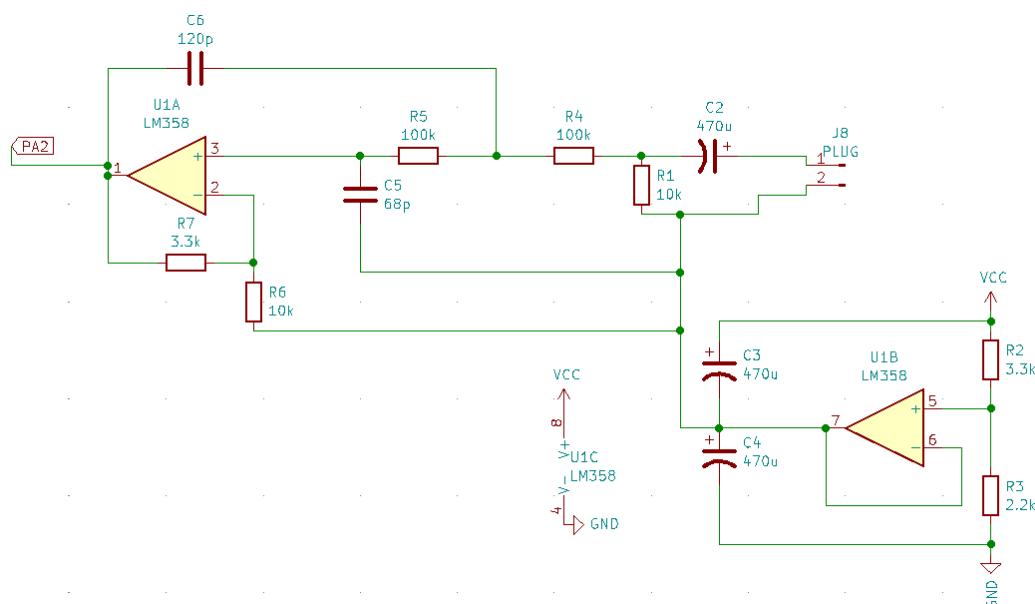 C6
120p
U1A
LM358
PA2
1
3
2
+
-
R7
3.3k
R6
10k
R5
100k
C5
68p
R4
100k
R1
10k
C2
470u
+
J8
PLUG
1
2
VCC
8
V+
U1C
LM358
V-
4
GND
+
C3
470u
+
C4
470u
U1B
LM358
7
5
6
+
-
VCC
R2
3.3k
R3
2.2k
GND